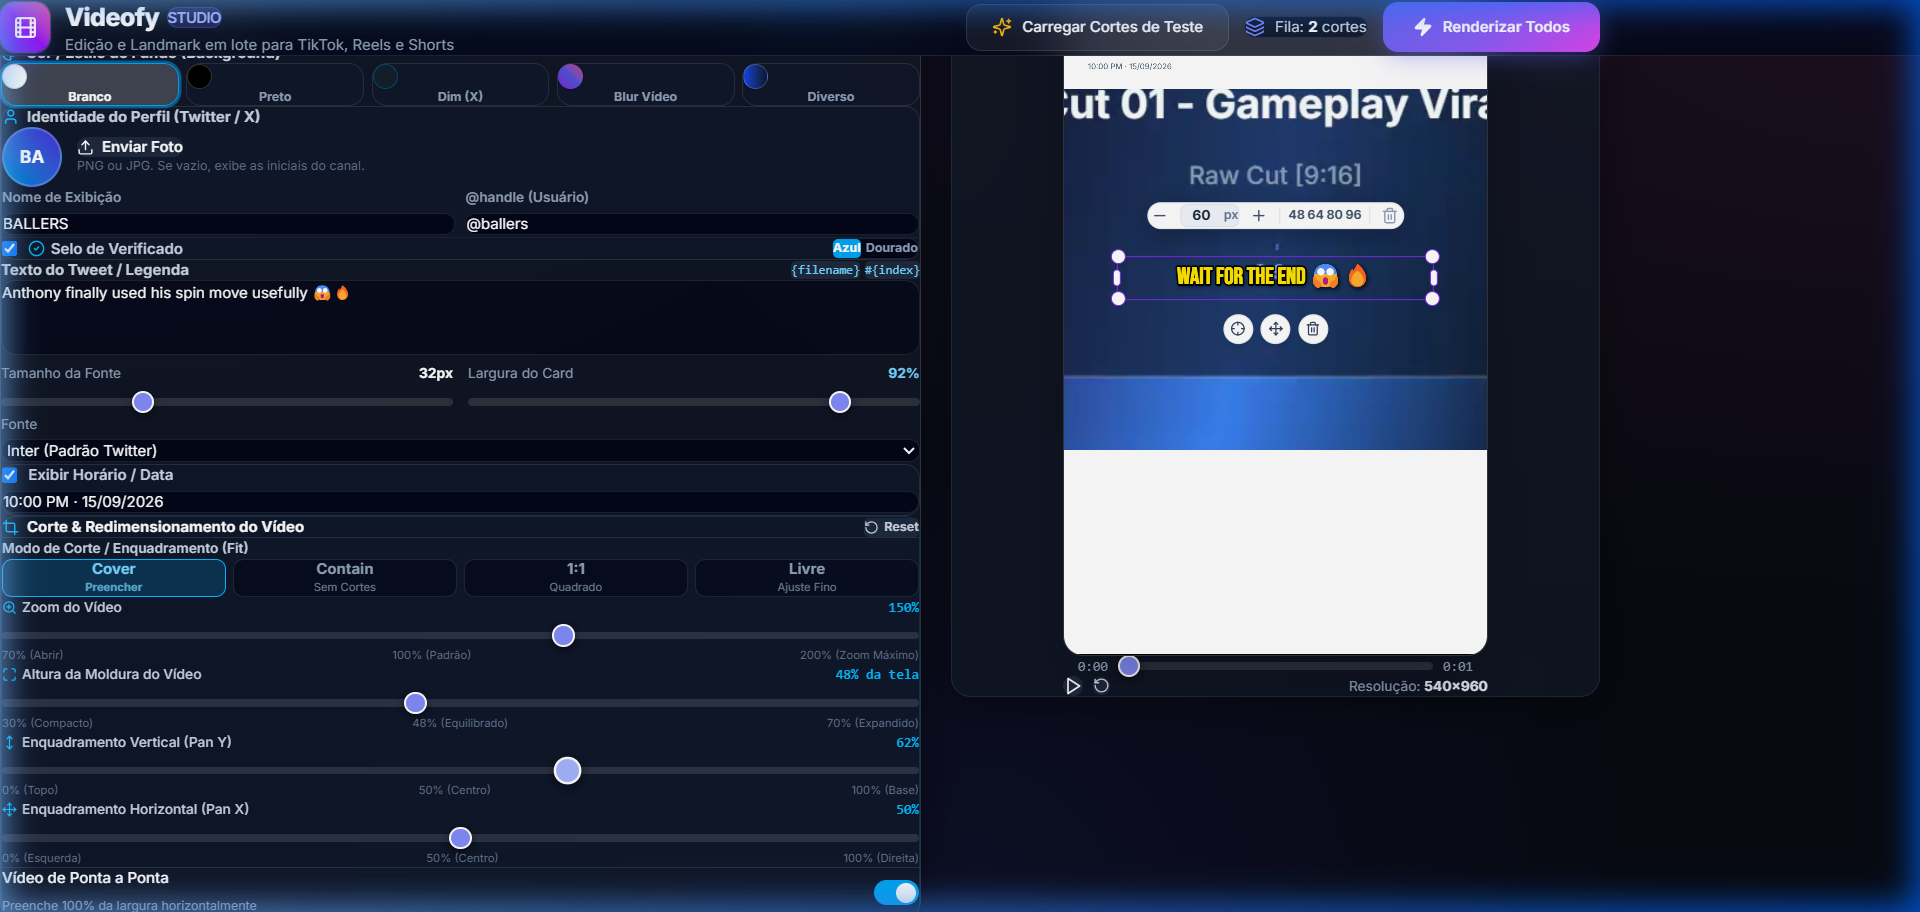 Videofy STUDIO
Edição e Landmark em lote para TikTok, Reels e Shorts
Carregar Cortes de Teste
Fila: 2 cortes
Renderizar Todos
Cor / Estilo de Fundo (Background)
Branco
Preto
Dim (X)
Blur Vídeo
Diverso
Identidade do Perfil (Twitter / X)
BA
Enviar Foto
PNG ou JPG. Se vazio, exibe as iniciais do canal.
Nome de Exibição
@handle (Usuário)
BALLERS
@ballers
Selo de Verificado
Azul Dourado
Texto do Tweet / Legenda
{filename} #{index}
Anthony finally used his spin move usefully 😱🔥
Tamanho da Fonte
32px
Largura do Card
92%
Fonte
Inter (Padrão Twitter)
Exibir Horário / Data
10:00 PM · 15/09/2026
Corte & Redimensionamento do Vídeo
Reset
Modo de Corte / Enquadramento (Fit)
Cover
Preencher
Contain
Sem Cortes
1:1
Quadrado
Livre
Ajuste Fino
Zoom do Vídeo
150%
70% (Abrir)
100% (Padrão)
200% (Zoom Máximo)
Altura da Moldura do Vídeo
48% da tela
30% (Compacto)
48% (Equilibrado)
70% (Expandido)
Enquadramento Vertical (Pan Y)
62%
0% (Topo)
50% (Centro)
100% (Base)
Enquadramento Horizontal (Pan X)
50%
0% (Esquerda)
50% (Centro)
100% (Direita)
Vídeo de Ponta a Ponta
Preenche 100% da largura horizontalmente
10:00 PM · 15/09/2026
ut 01 - Gameplay Vira
Raw Cut [9:16]
60 px
48 64 80 96
WAIT FOR THE END 😱🔥
0:00
0:01
Resolução: 540×960